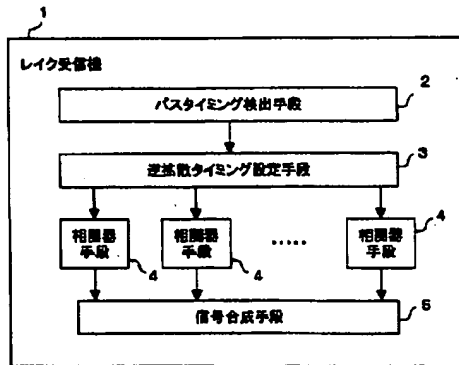 1
レイク受信機
パスタイミング検出手段
2
逆拡散タイミング設定手段
3
相関器
手段
4
相関器
手段
4
.....
相関器
手段
4
信号合成手段
5